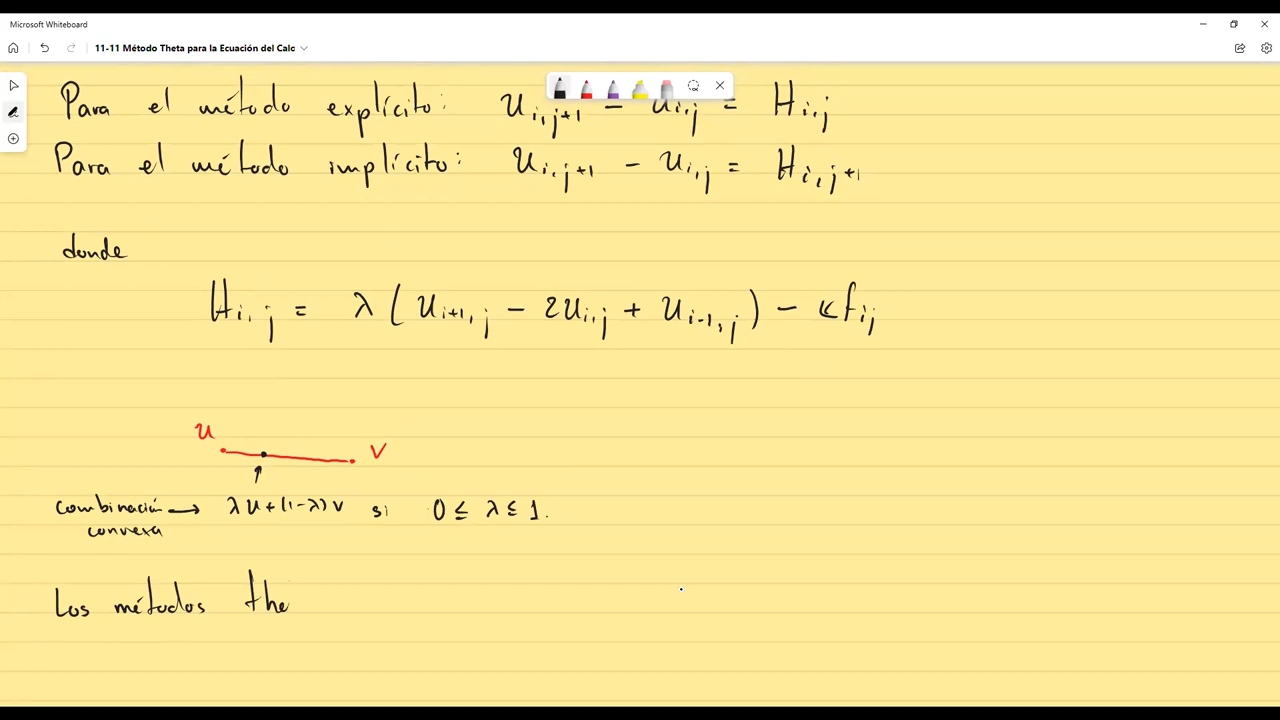 Microsoft Whiteboard
11-11 Método Theta para la Ecuación del Calc
Para el método explícito: u_{i,j+1} - u_{i,j} = H_{i,j}
Para el método implícito: u_{i,j+1} - u_{i,j} = H_{i,j+1}
donde
H_{i,j} = λ(u_{i+1,j} - 2u_{i,j} + u_{i-1,j}) - kf_{ij}
u
v
combinación → λu+(1-λ)v si 0 ≤ λ ≤ 1.
convexa
Los métodos the